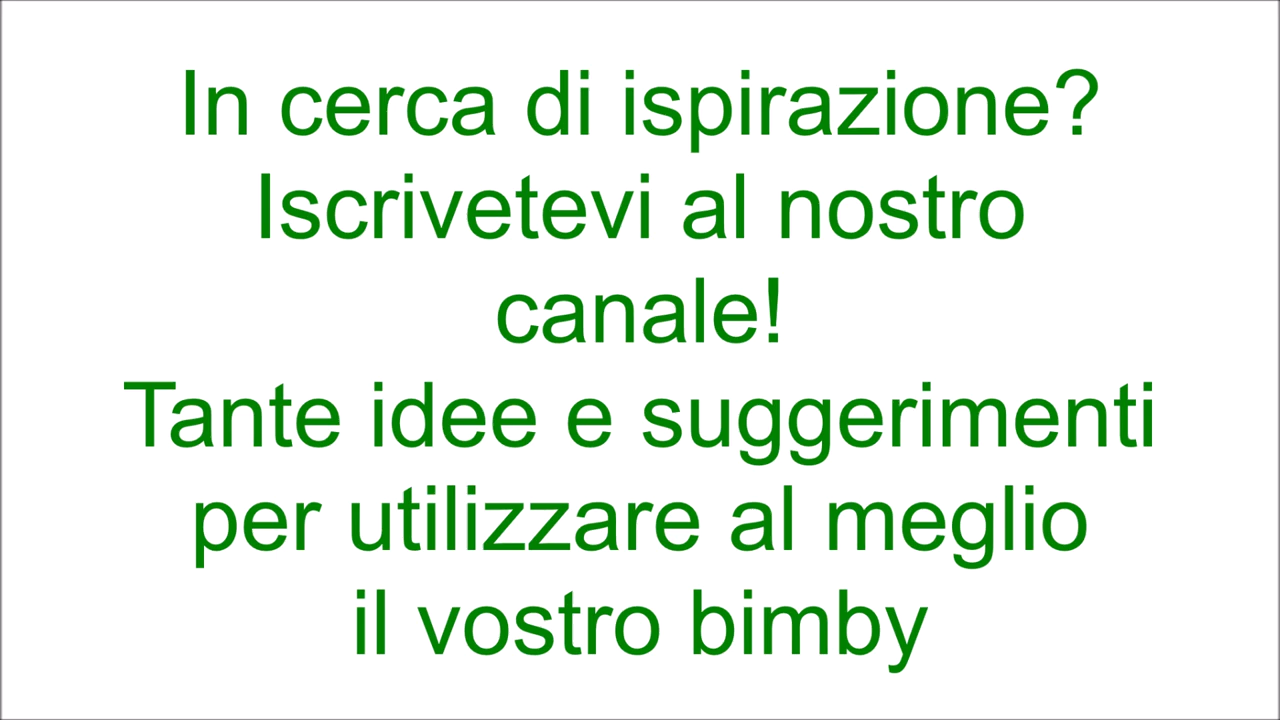 In cerca di ispirazione?
Iscrivetevi al nostro
canale!
Tante idee e suggerimenti
per utilizzare al meglio
il vostro bimby